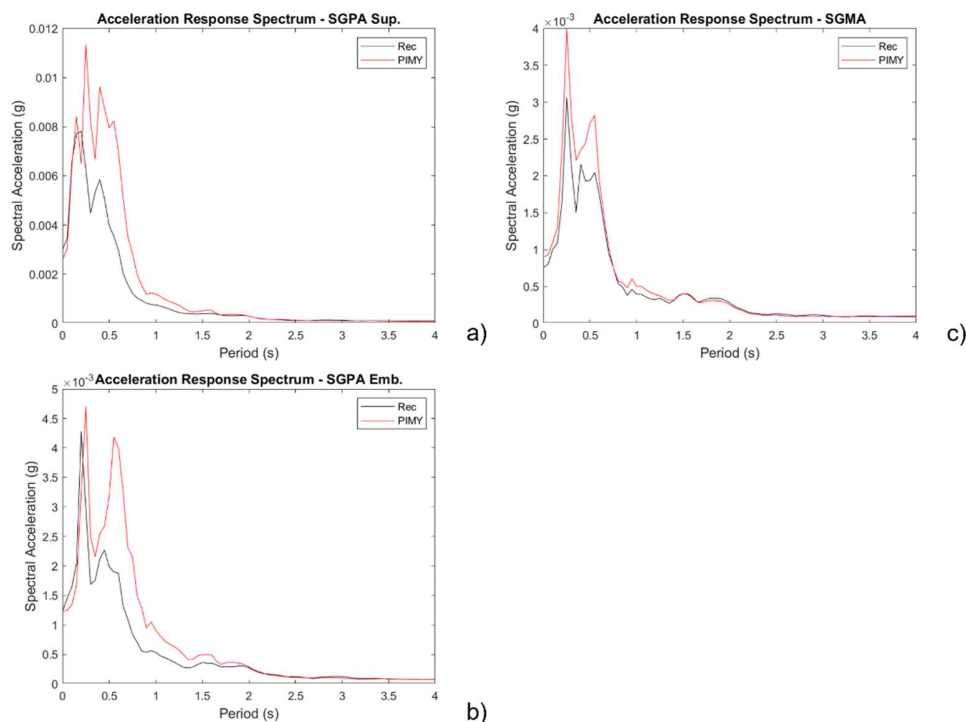 Acceleration Response Spectrum - SGPA Sup.
0.012
0.01
0.008
0.006
0.004
0.002
0
Spectral Acceleration (g)
Rec
PIMY
0 0.5 1 1.5 2 2.5 3 3.5 4
Period (s)
a)
Acceleration Response Spectrum - SGMA
×10⁻³
4
3.5
3
2.5
2
1.5
1
0.5
0
Spectral Acceleration (g)
Rec
PIMY
0 0.5 1 1.5 2 2.5 3 3.5 4
Period (s)
c)
Acceleration Response Spectrum - SGPA Emb.
×10⁻³
5
4.5
4
3.5
3
2.5
2
1.5
1
0.5
0
Spectral Acceleration (g)
Rec
PIMY
0 0.5 1 1.5 2 2.5 3 3.5 4
Period (s)
b)